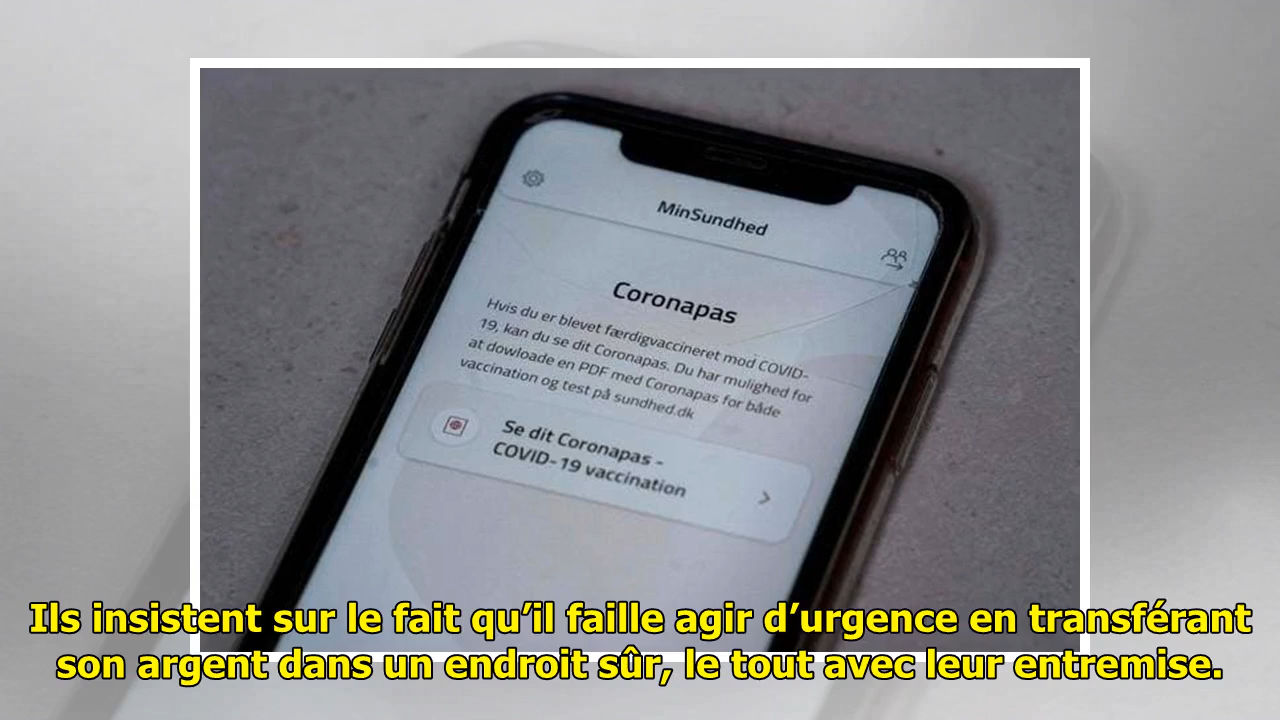 MinSundhed
Coronapas
Hvis du er blevet færdigvaccineret mod COVID-
19, kan du se dit Coronapas. Du har mulighed for
at dowloade en PDF med Coronapas for både
vaccination og test på sundhed.dk
Se dit Coronapas -
COVID-19 vaccination
Ils insistent sur le fait qu’il faille agir d’urgence en transférant
son argent dans un endroit sûr, le tout avec leur entremise.